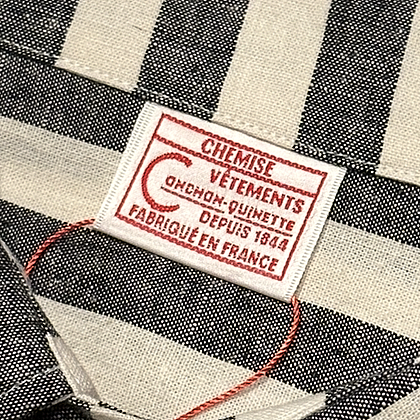 CHEMISE
VÊTEMENTS
CONCHON-QUINETTE
DEPUIS 1844
FABRIQUÉ EN FRANCE